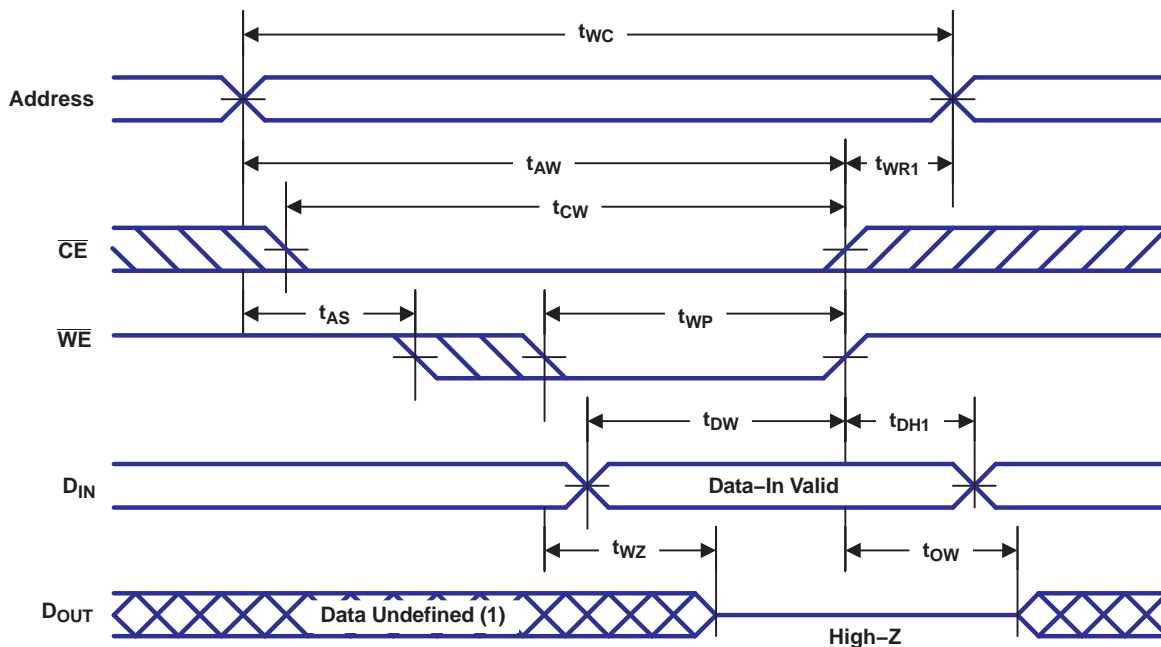 tWC
Address
tAW
tWR1
tCW
CE
tAS
tWP
WE
tDW
tDH1
DIN
Data–In Valid
tWZ
tOW
DOUT
Data Undefined (1)
High–Z